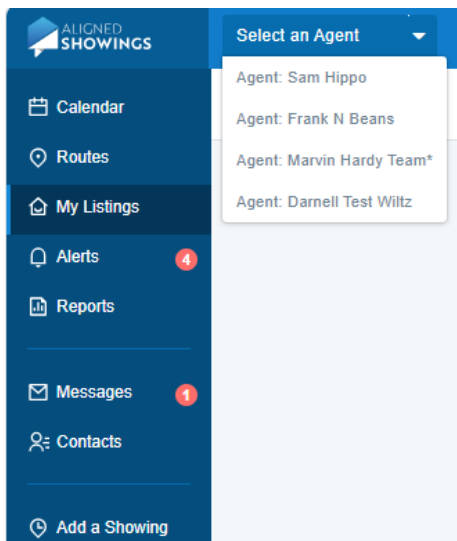 ALIGNED
SHOWINGS
Select an Agent
Agent: Sam Hippo
Agent: Frank N Beans
Agent: Marvin Hardy Team*
Agent: Darnell Test Wiltz
Calendar
Routes
My Listings
Alerts 4
Reports
Messages 1
Contacts
Add a Showing